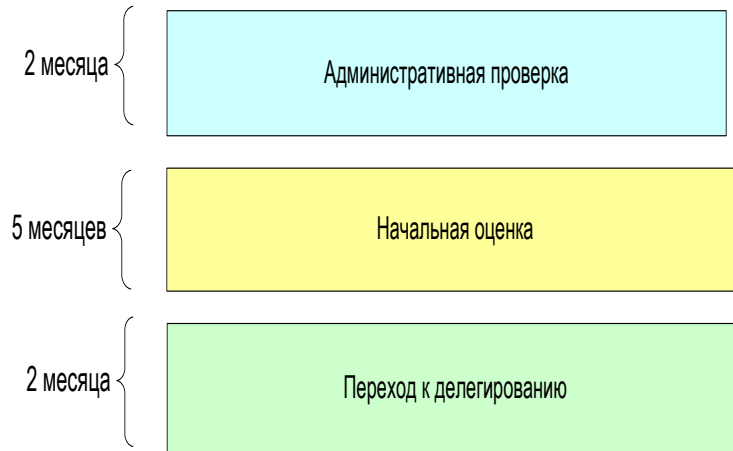 2 месяца
Административная проверка
5 месяцев
Начальная оценка
2 месяца
Переход к делегированию